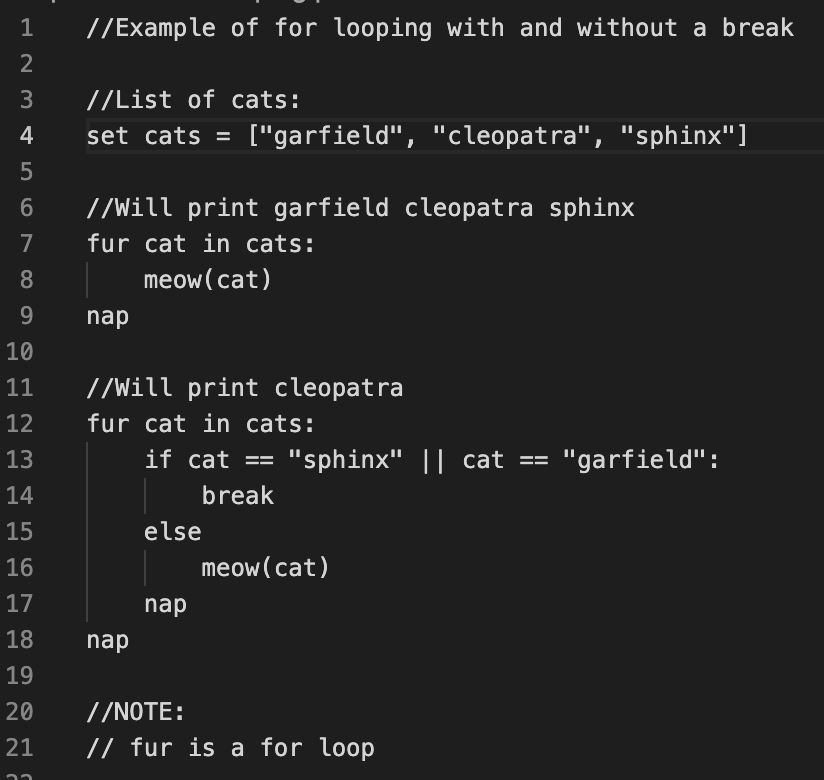 1 //Example of for looping with and without a break
2
3 //List of cats:
4 set cats = ["garfield", "cleopatra", "sphinx"]
5
6 //Will print garfield cleopatra sphinx
7 fur cat in cats:
8     meow(cat)
9 nap
10
11 //Will print cleopatra
12 fur cat in cats:
13     if cat == "sphinx" || cat == "garfield":
14         break
15     else
16         meow(cat)
17     nap
18 nap
19
20 //NOTE:
21 // fur is a for loop